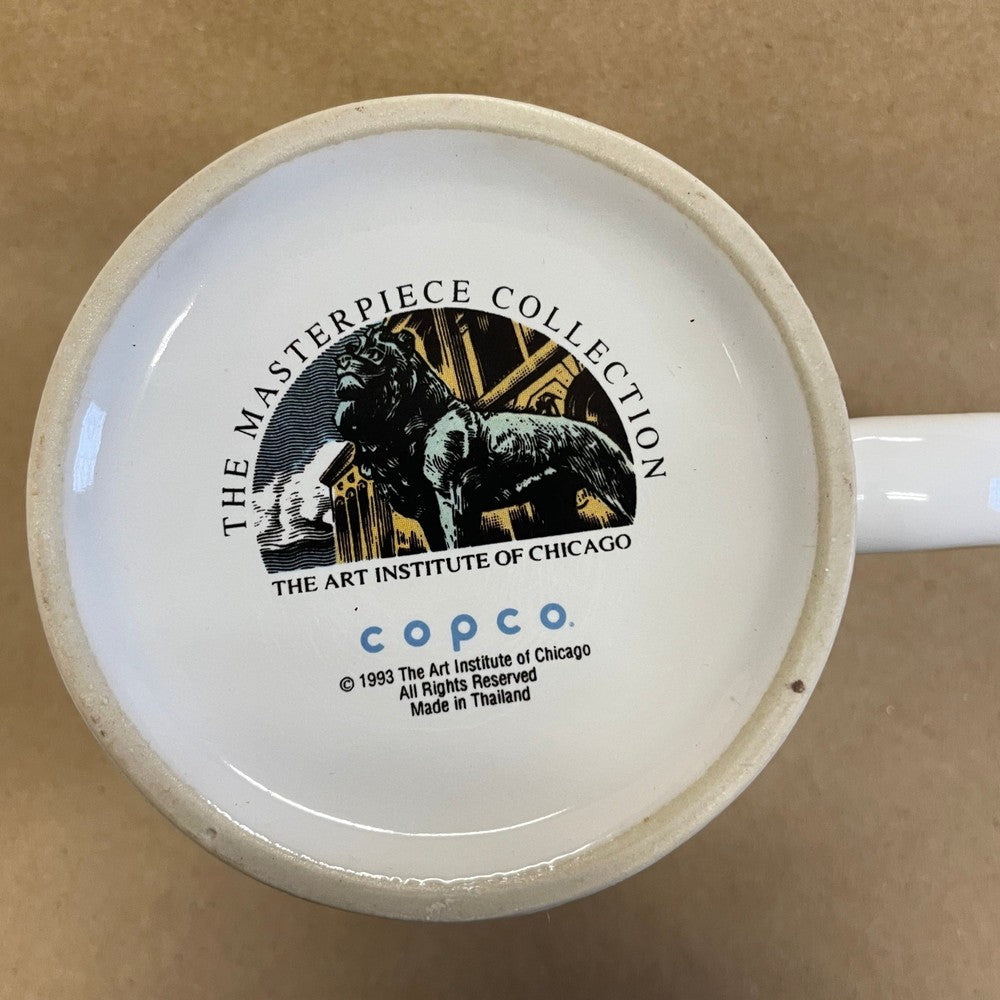 THE MASTERPIECE COLLECTION
THE ART INSTITUTE OF CHICAGO
copco.
© 1993 The Art Institute of Chicago
All Rights Reserved
Made in Thailand